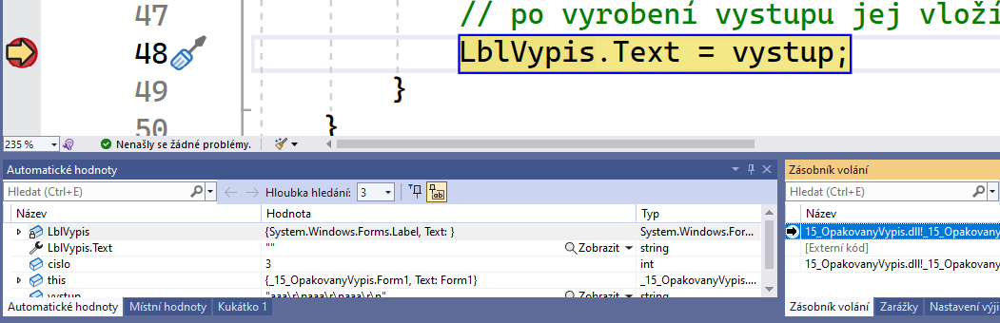 47 // po vyrobení vystupu jej vloží
48 LblVypis.Text = vystup;
49 }
50 }
235 % Nenašly se žádné problémy.
Automatické hodnoty
Hledat (Ctrl+E) Hloubka hledání: 3
Název Hodnota Typ
LblVypis {System.Windows.Forms.Label, Text: } System.Windows.For...
LblVypis.Text "" Zobrazit string
cislo 3 int
this {_15_OpakovanyVypis.Form1, Text: Form1} _15_OpakovanyVypis....
vystup "aaa\r\naaa\r\naaa\r\n" Zobrazit string
Automatické hodnoty Místní hodnoty Kukátko 1
Zásobník volání
Hledat (Ctrl+E)
Název
15_OpakovanyVypis.dll!_15_Opakovany
[Externí kód]
15_OpakovanyVypis.dll!_15_Opakovany
Zásobník volání Zarážky Nastavení výji